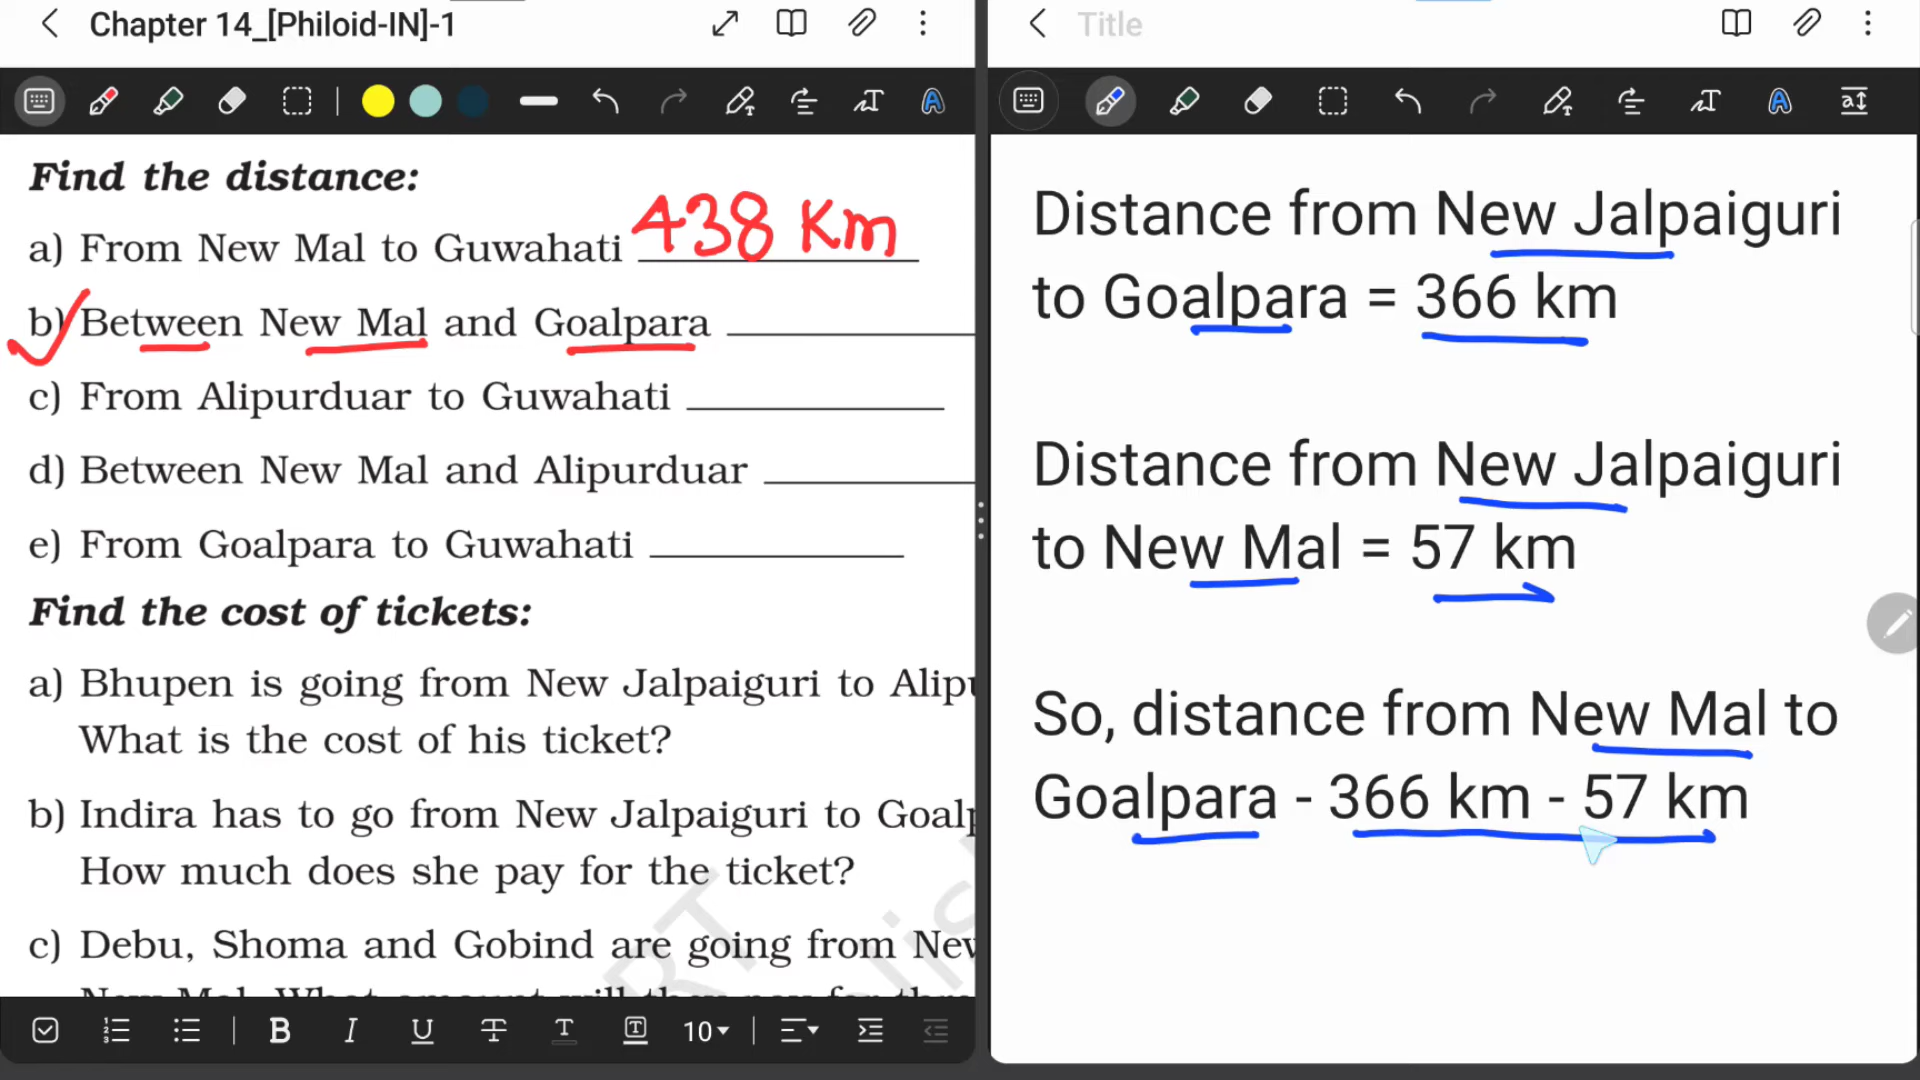 Chapter 14_[Philoid-IN]-1
Find the distance:
a) From New Mal to Guwahati 438 Km
b) Between New Mal and Goalpara
c) From Alipurduar to Guwahati
d) Between New Mal and Alipurduar
e) From Goalpara to Guwahati
Find the cost of tickets:
a) Bhupen is going from New Jalpaiguri to Alip
What is the cost of his ticket?
b) Indira has to go from New Jalpaiguri to Goal
How much does she pay for the ticket?
c) Debu, Shoma and Gobind are going from New
B I U T T T 10
Title
Distance from New Jalpaiguri
to Goalpara = 366 km
Distance from New Jalpaiguri
to New Mal = 57 km
So, distance from New Mal to
Goalpara - 366 km - 57 km